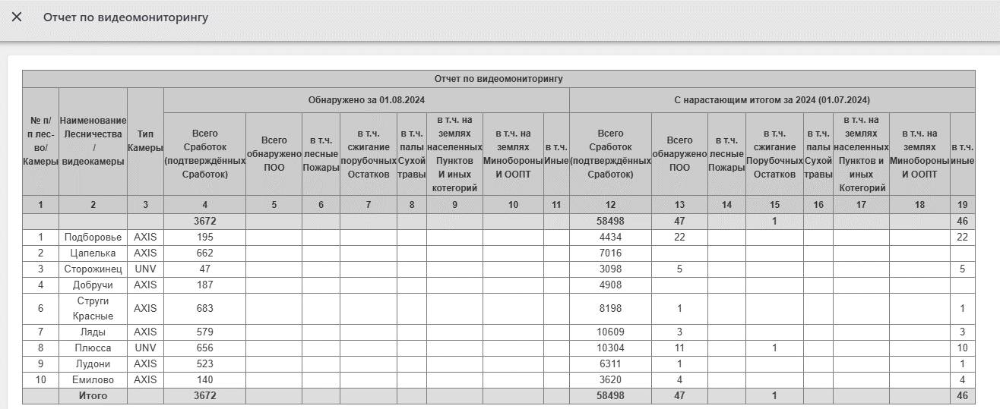 Отчет по видеомониторингу
Отчет по видеомониторингу
№ п/п лес-во/Камеры Наименование Лесничества / видеокамеры Тип Камеры Обнаружено за 01.08.2024 С нарастающим итогом за 2024 (01.07.2024)
Всего Сработок (подтверждённых Сработок) Всего обнаружено ПОО в т.ч. лесные Пожары в т.ч. сжигание порубочных Остатков в т.ч. палы Сухой травы в т.ч. на землях населенных Пунктов И иных котегорий в т.ч. на землях Минобороны И ООПТ в т.ч. Иные Всего Сработок (подтверждённых Сработок) Всего обнаружено ПОО в т.ч. лесные Пожары в т.ч. сжигание Порубочных Остатков в т.ч. палы Сухой травы в т.ч. на землях населенных Пунктов и иных Котегорий в т.ч. на землях Минобороны И ООПТ в т.ч. иные
1 2 3 4 5 6 7 8 9 10 11 12 13 14 15 16 17 18 19
3672 58498 47 1 46
1 Подборовье AXIS 195 4434 22 22
2 Цапелька AXIS 662 7016
3 Сторожинец UNV 47 3098 5 5
4 Добручи AXIS 187 4908
6 Струги Красные AXIS 683 8198 1 1
7 Ляды AXIS 579 10609 3 3
8 Плюсса UNV 656 10304 11 1 10
9 Лудони AXIS 523 6311 1 1
10 Емилово AXIS 140 3620 4 4
Итого 3672 58498 47 1 46